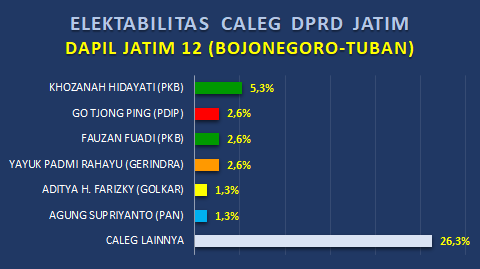 ELEKTABILITAS CALEG DPRD JATIM
DAPIL JATIM 12 (BOJONEGORO-TUBAN)
KHOZANAH HIDAYATI (PKB) 5,3%
GO TJONG PING (PDIP) 2,6%
FAUZAN FUADI (PKB) 2,6%
YAYUK PADMI RAHAYU (GERINDRA) 2,6%
ADITYA H. FARIZKY (GOLKAR) 1,3%
AGUNG SUPRIYANTO (PAN) 1,3%
CALEG LAINNYA 26,3%